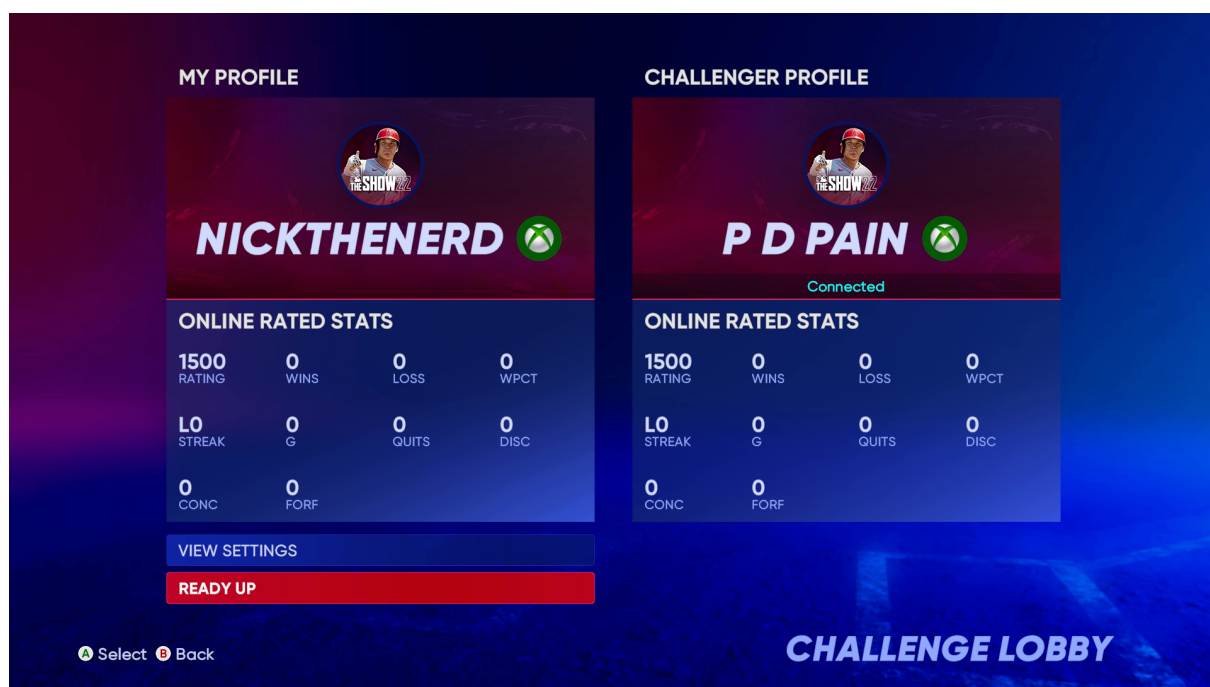 MY PROFILE
THE SHOW 22
NICKTHENERD
ONLINE RATED STATS
1500 0 0 0
RATING WINS LOSS WPCT
L0 0 0 0
STREAK G QUITS DISC
0 0
CONC FORF
VIEW SETTINGS
READY UP
CHALLENGER PROFILE
THE SHOW 22
P D PAIN
Connected
ONLINE RATED STATS
1500 0 0 0
RATING WINS LOSS WPCT
L0 0 0 0
STREAK G QUITS DISC
0 0
CONC FORF
A Select B Back
CHALLENGE LOBBY